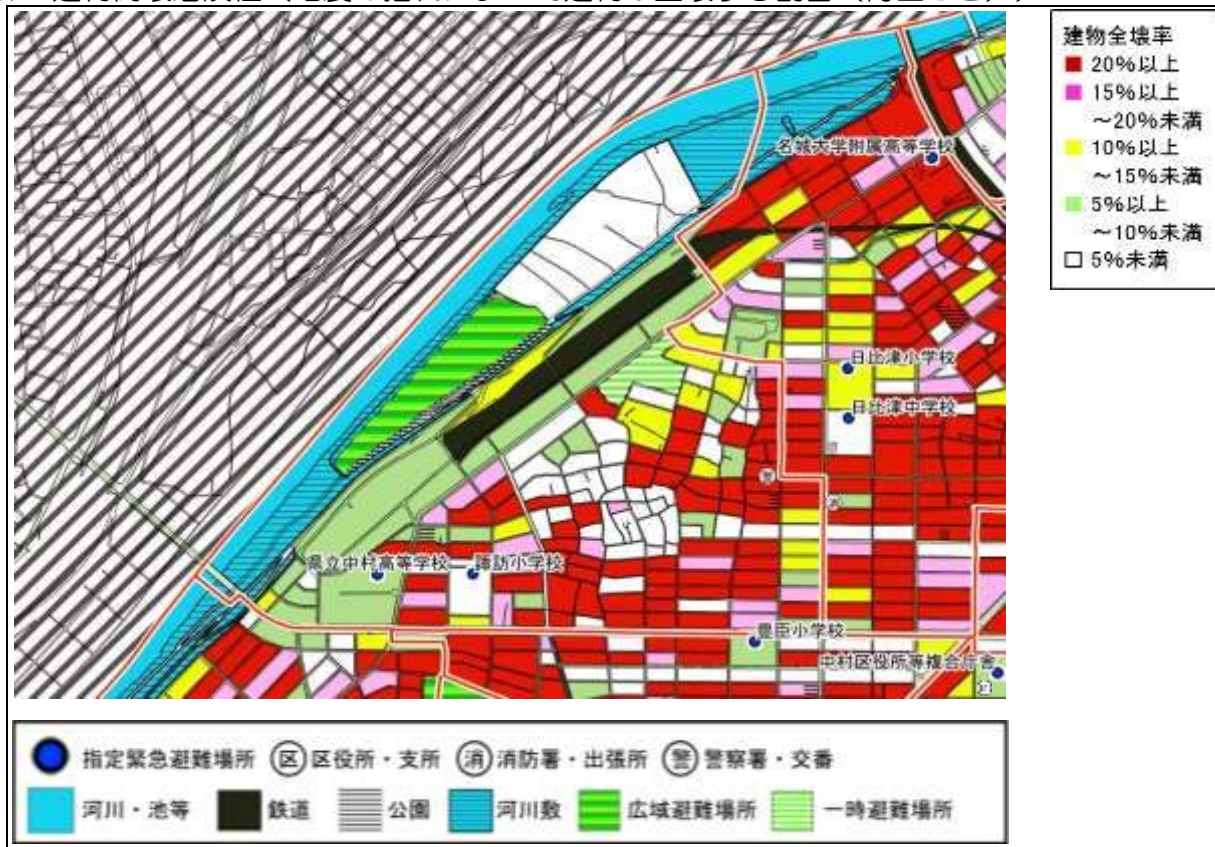 建物全壊率
20%以上
15%以上
～20%未満
10%以上
～15%未満
5%以上
～10%未満
5%未満
名城大学附属高等学校
日比津小学校
日比津中学校
県立中村高等学校
諏訪小学校
豊臣小学校
中村区役所等複合庁舎
指定緊急避難場所
区 区役所・支所
消 消防署・出張所
警 警察署・交番
河川・池等
鉄道
公園
河川敷
広域避難場所
一時避難場所